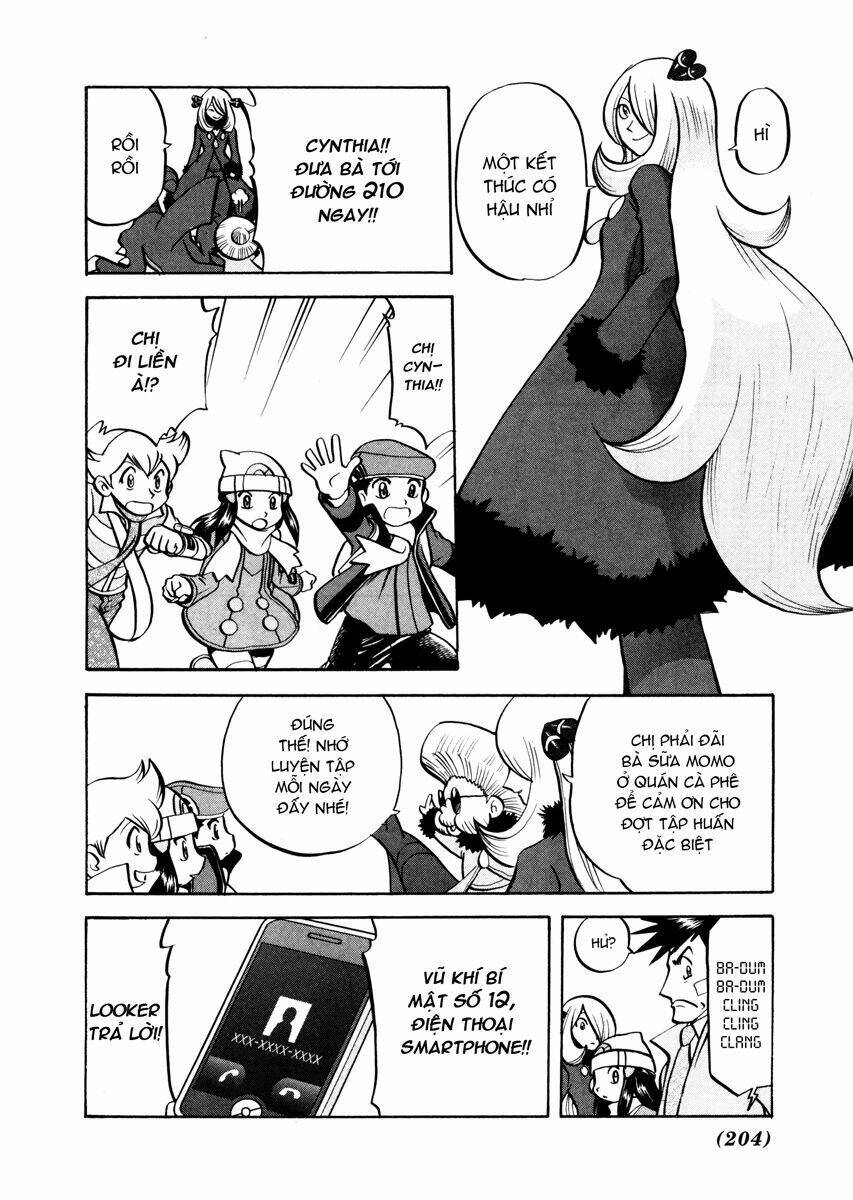 HÌ
MỘT KẾT
THÚC CÓ
HẬU NHỈ
CYNTHIA!!
ĐƯA BÀ TỚI
ĐƯỜNG 210
NGAY!!
RỒI
RỒI
CHỊ
CYN-
THIA!!
CHỊ
ĐI LIỀN
À!?
CHỊ PHẢI ĐÃI
BÀ SỮA MOMO
Ở QUÁN CÀ PHÊ
ĐỂ CẢM ƠN CHO
ĐỢT TẬP HUẤN
ĐẶC BIỆT
ĐÚNG
THẾ! NHỚ
LUYỆN TẬP
MỖI NGÀY
ĐẤY NHÉ!
BA-DUM
BA-DUM
CLING
CLING
CLANG
HỬ?
VŨ KHÍ BÍ
MẬT SỐ 12,
ĐIỆN THOẠI
SMARTPHONE!!
XXX-XXXX-XXXX
LOOKER
TRẢ LỜI!
(204)